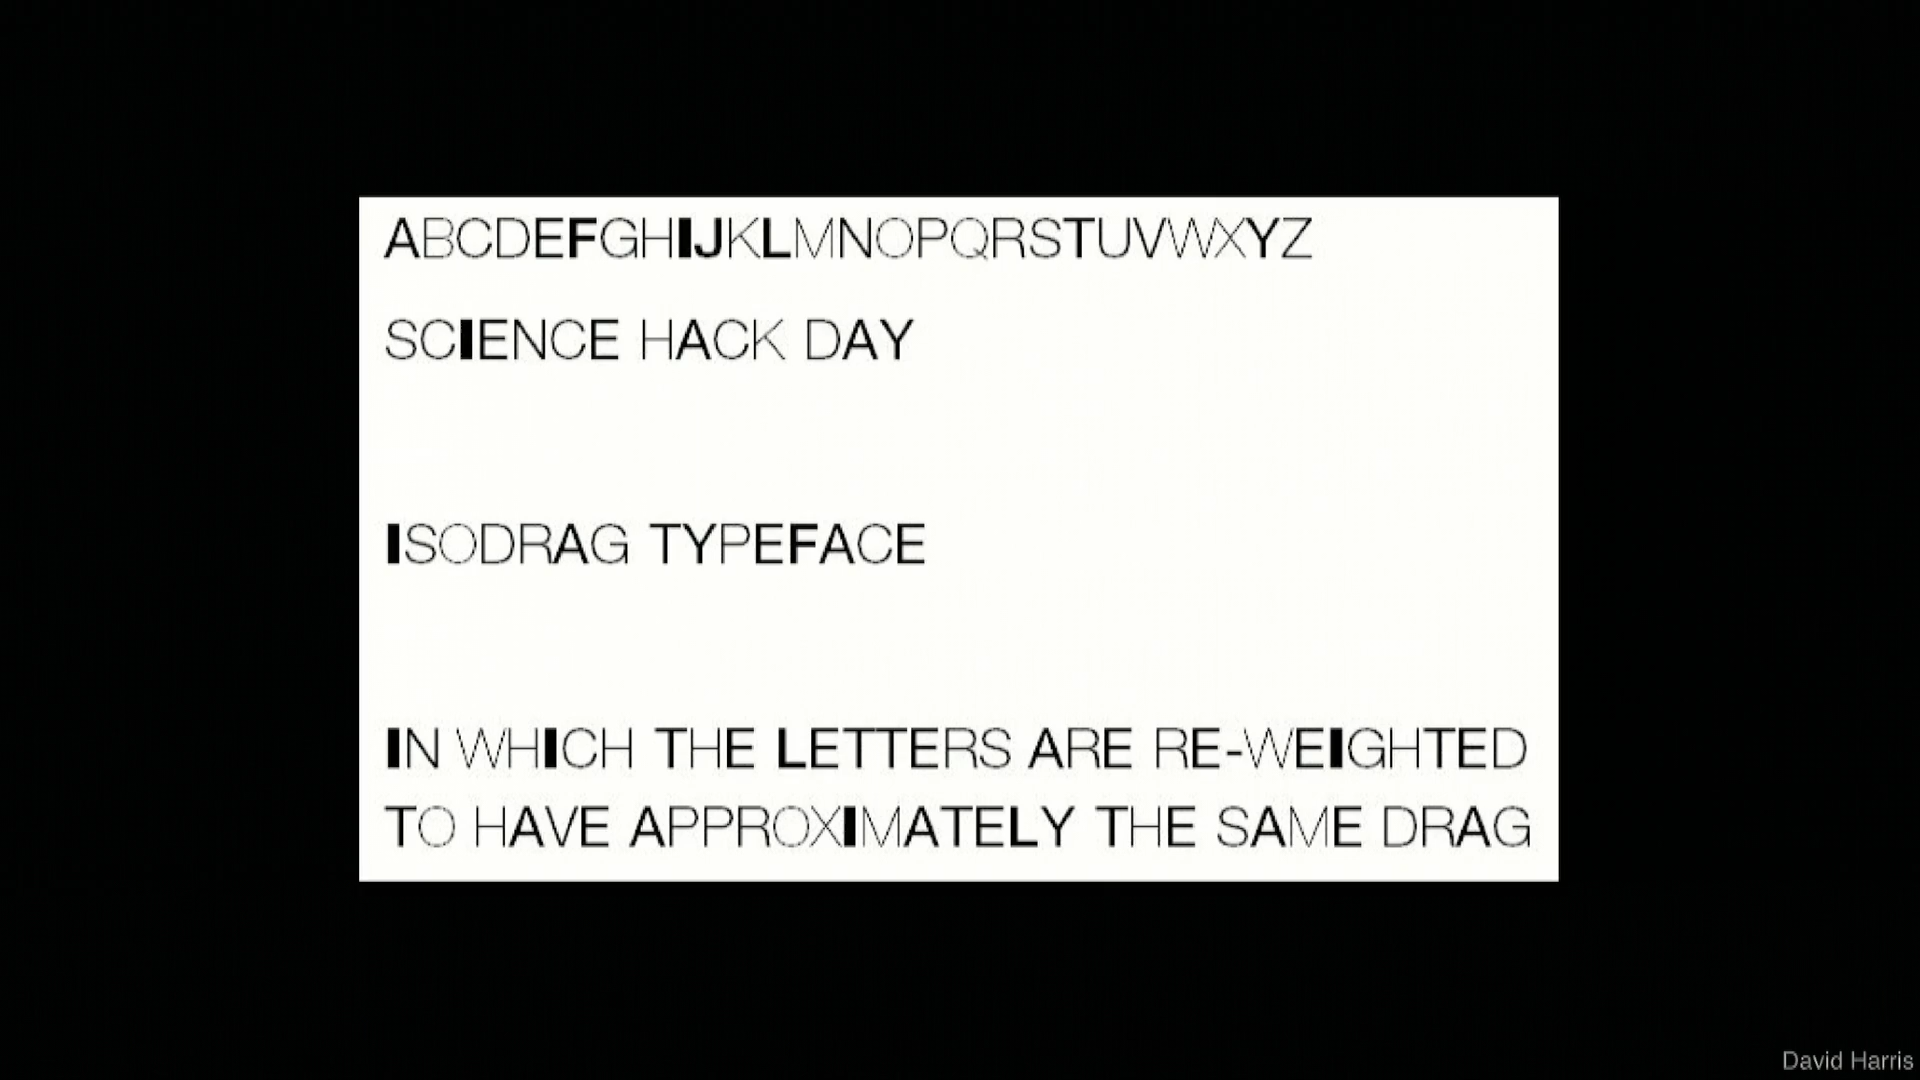 ABCDEFGHIJKLMNOPQRSTUVWXYZ
SCIENCE HACK DAY
ISODRAG TYPEFACE
IN WHICH THE LETTERS ARE RE-WEIGHTED
TO HAVE APPROXIMATELY THE SAME DRAG
David Harris